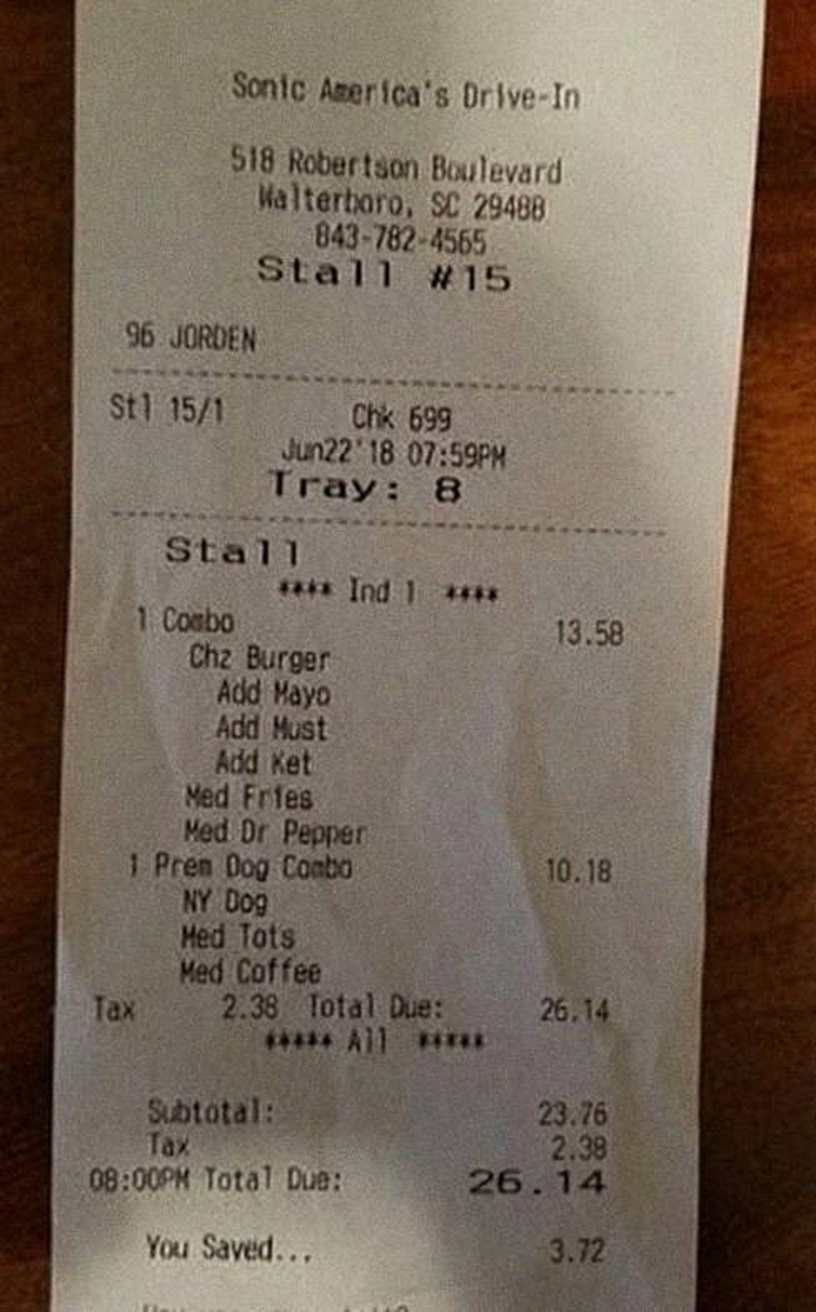 Sonic America's Drive-In
518 Robertson Boulevard
Walterboro, SC 29488
843-782-4565
Stall #15
96 JORDEN
Stl 15/1 Chk 699
Jun22'18 07:59PM
Tray: 8
Stall
**** Ind 1 ****
1 Combo 13.58
Chz Burger
Add Mayo
Add Must
Add Ket
Med Fries
Med Dr Pepper
1 Prem Dog Combo 10.18
NY Dog
Med Tots
Med Coffee
Tax 2.38 Total Due: 26.14
***** All *****
Subtotal: 23.76
Tax 2.38
08:00PM Total Due: 26.14
You Saved... 3.72